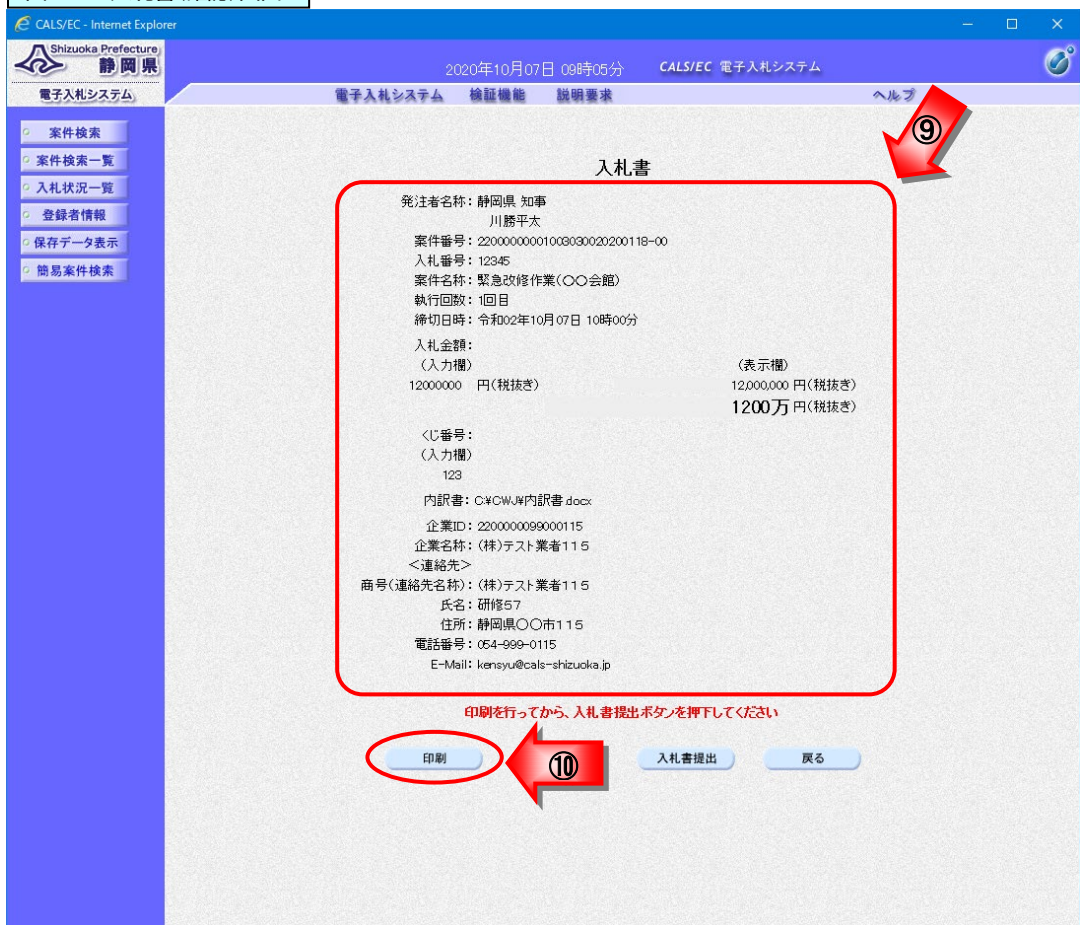 CALS/EC - Internet Explorer
Shizuoka Prefecture
静岡県
2020年10月07日 09時05分 CALS/EC 電子入札システム
電子入札システム
電子入札システム 検証機能 説明要求 ヘルプ
案件検索
案件検索一覧
入札状況一覧
登録者情報
保存データ表示
簡易案件検索
⑨
入札書
発注者名称：静岡県 知事
川勝平太
案件番号：2200000000100303002020​0118-00
入札番号：12345
案件名称：緊急改修作業（○○会館）
執行回数：1回目
締切日時：令和02年10月07日 10時00分
入札金額：
（入力欄） （表示欄）
12000000 円（税抜き） 12,000,000 円（税抜き）
1200万 円（税抜き）
くじ番号：
（入力欄）
123
内訳書：C:¥CWJ¥内訳書.docx
企業ID：2200000099000115
企業名称：（株）テスト業者１１５
＜連絡先＞
商号（連絡先名称）：（株）テスト業者１１５
氏名：研修57
住所：静岡県○○市１１５
電話番号：054-999-0115
E-Mail：kensyu@cals-shizuoka.jp
印刷を行ってから、入札書提出ボタンを押下してください
印刷 ⑩ 入札書提出 戻る